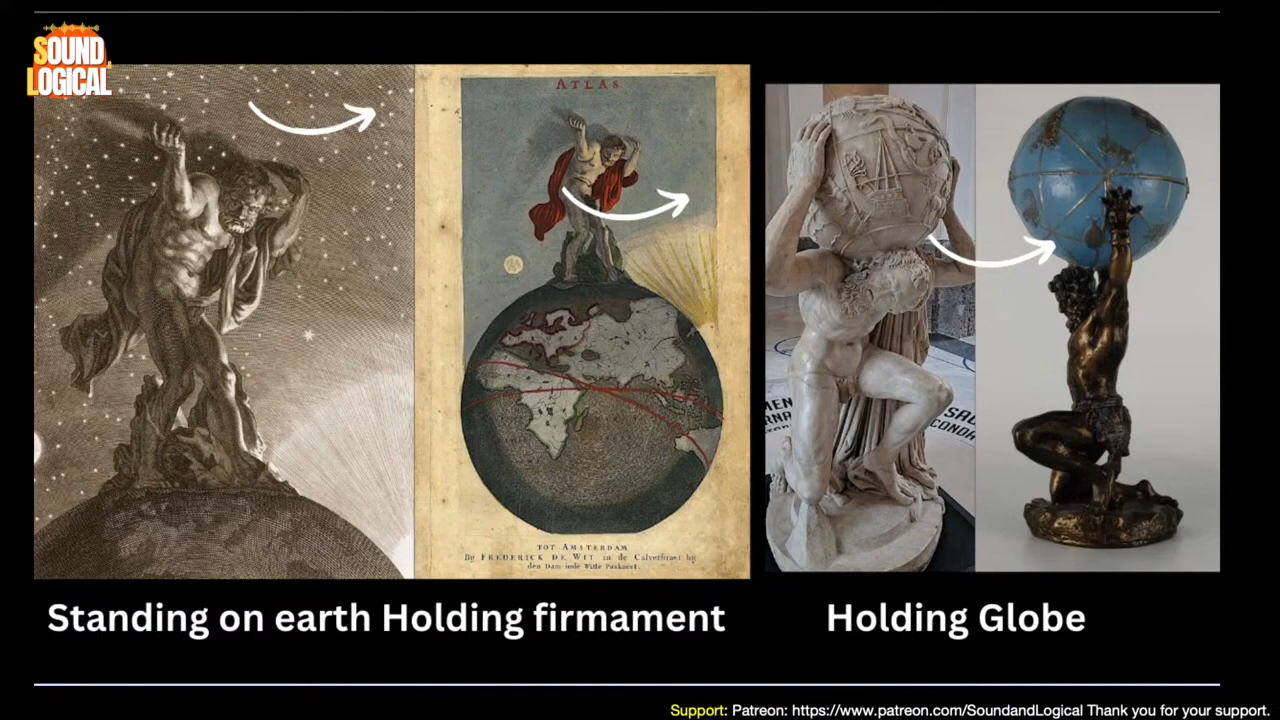 SOUND
LOGICAL
ATLAS
TOT AMSTERDAM
By FREDERICK DE WIT in de Calverstraet by
den Dam inde Witte Paskaert.
Standing on earth Holding firmament
Holding Globe
Support: Patreon: https://www.patreon.com/SoundandLogical Thank you for your support.